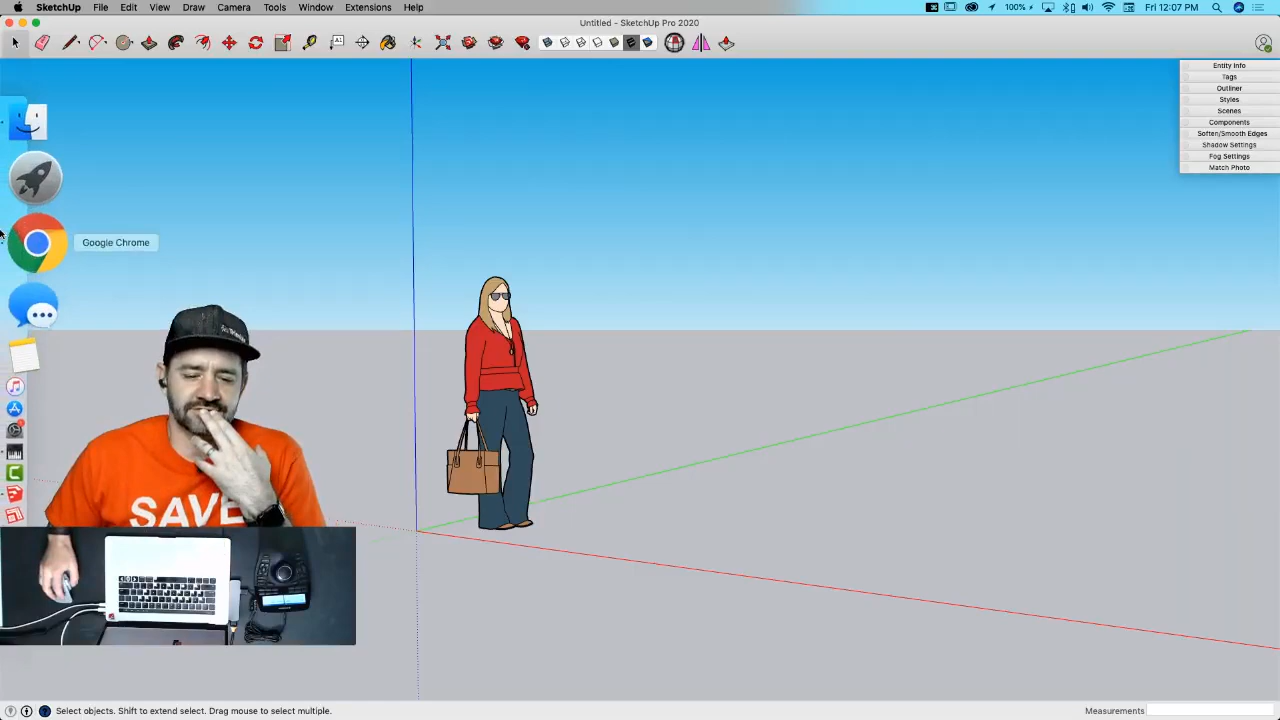 SketchUp File Edit View Draw Camera Tools Window Extensions Help 100% Fri 12:07 PM
Untitled - SketchUp Pro 2020
Entity Info
Tags
Outliner
Styles
Scenes
Components
Soften/Smooth Edges
Shadow Settings
Fog Settings
Match Photo
Google Chrome
SAVE
Select objects. Shift to extend select. Drag mouse to select multiple.
Measurements